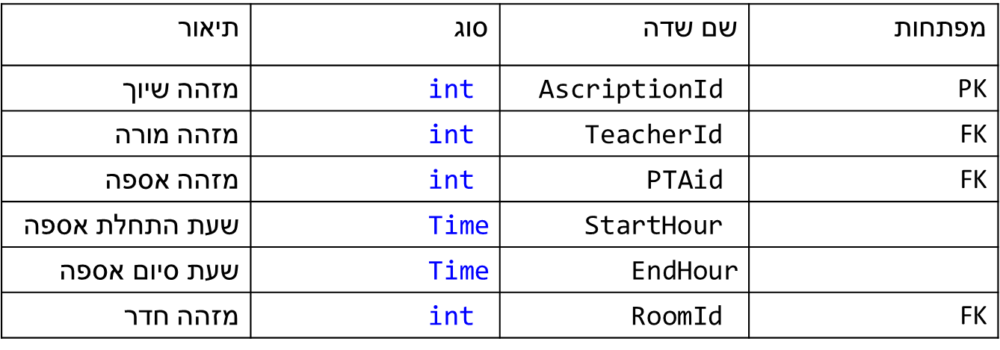 מפתחות שם שדה סוג תיאור
PK AscriptionId int מזהה שיוך
FK TeacherId int מזהה מורה
FK PTAid int מזהה אספה
StartHour Time שעת התחלת אספה
EndHour Time שעת סיום אספה
FK RoomId int מזהה חדר